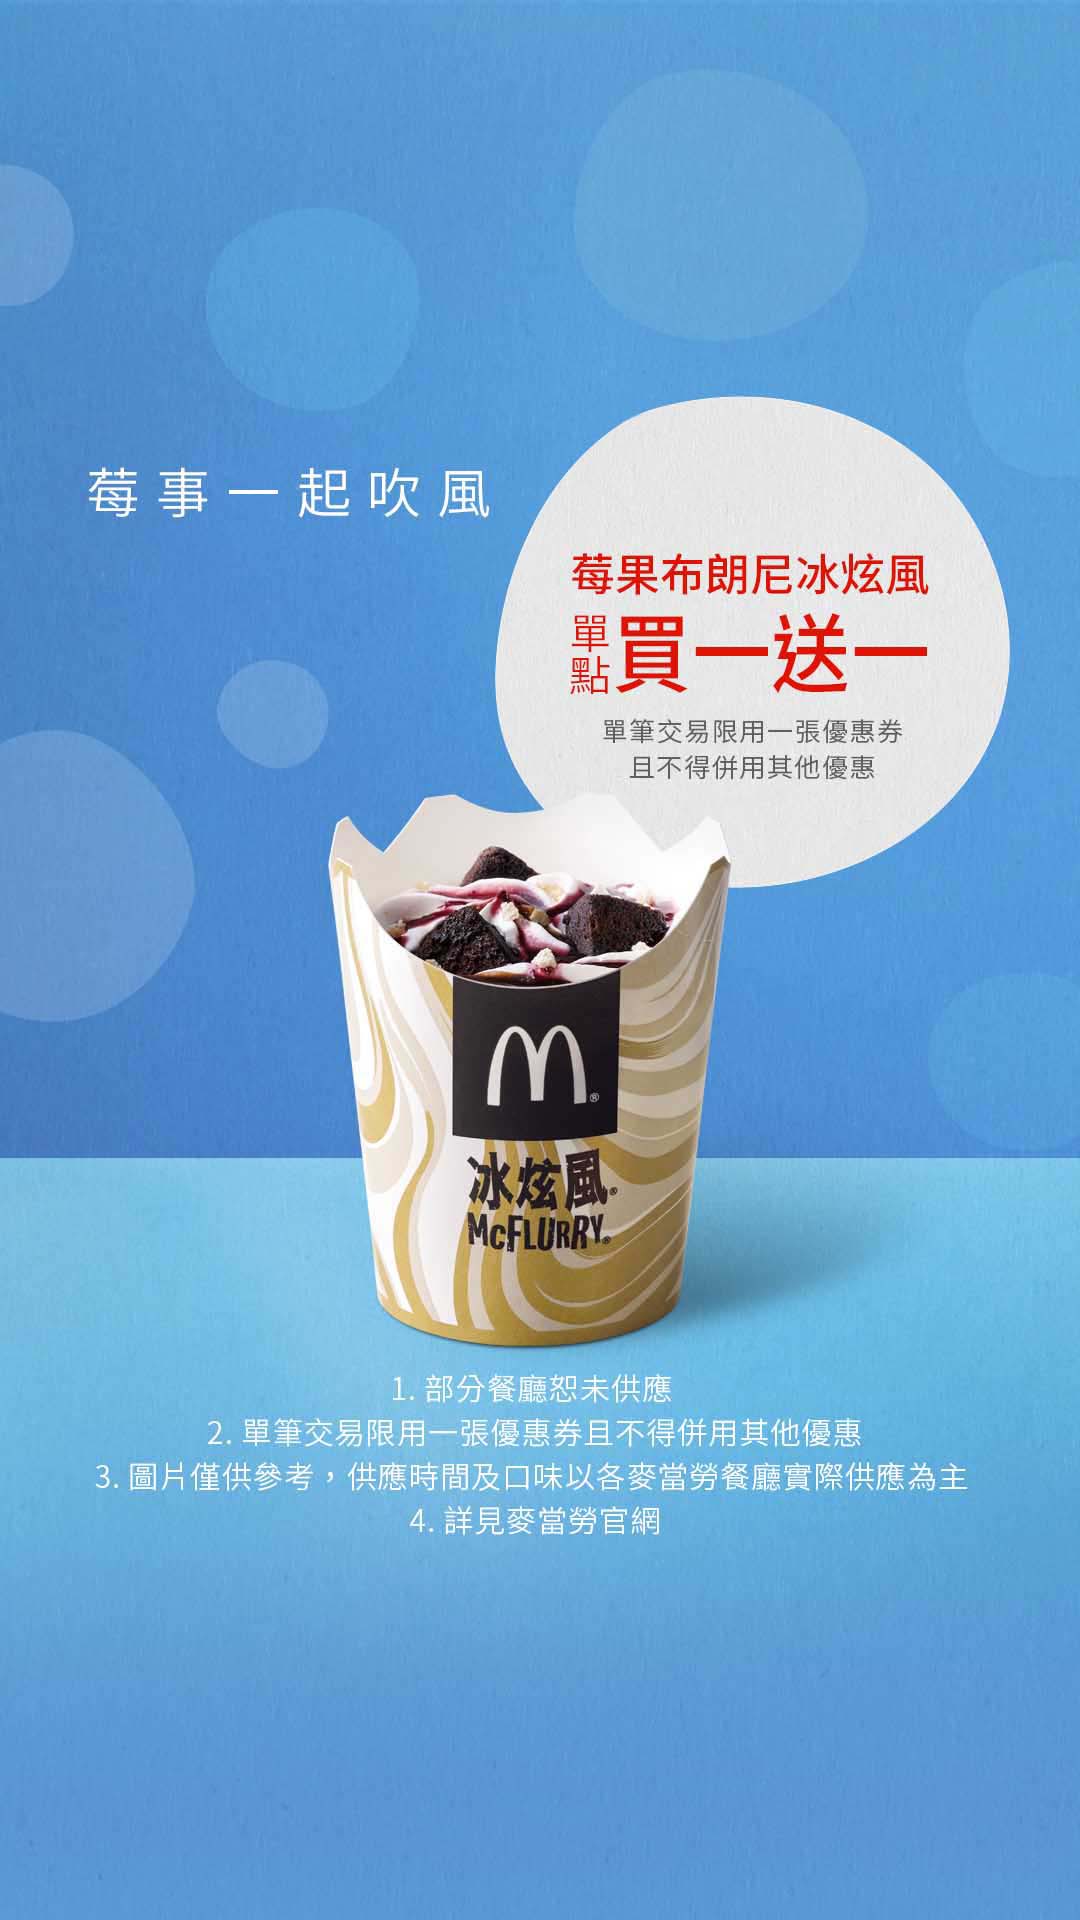 莓事一起吹風
莓果布朗尼冰炫風
單點買一送一
單筆交易限用一張優惠券
且不得併用其他優惠
M®
冰炫風®
McFLURRY®
1. 部分餐廳恕未供應
2. 單筆交易限用一張優惠券且不得併用其他優惠
3. 圖片僅供參考，供應時間及口味以各麥當勞餐廳實際供應為主
4. 詳見麥當勞官網